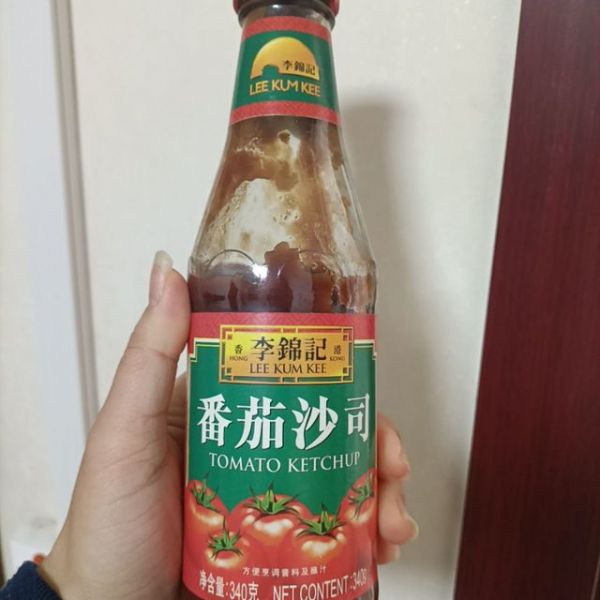 李錦記
LEE KUM KEE
香 李錦記 港
HONG LEE KUM KEE KONG
番茄沙司
TOMATO KETCHUP
方便烹调酱料及蘸汁
净含量:340克 NET CONTENT:340g